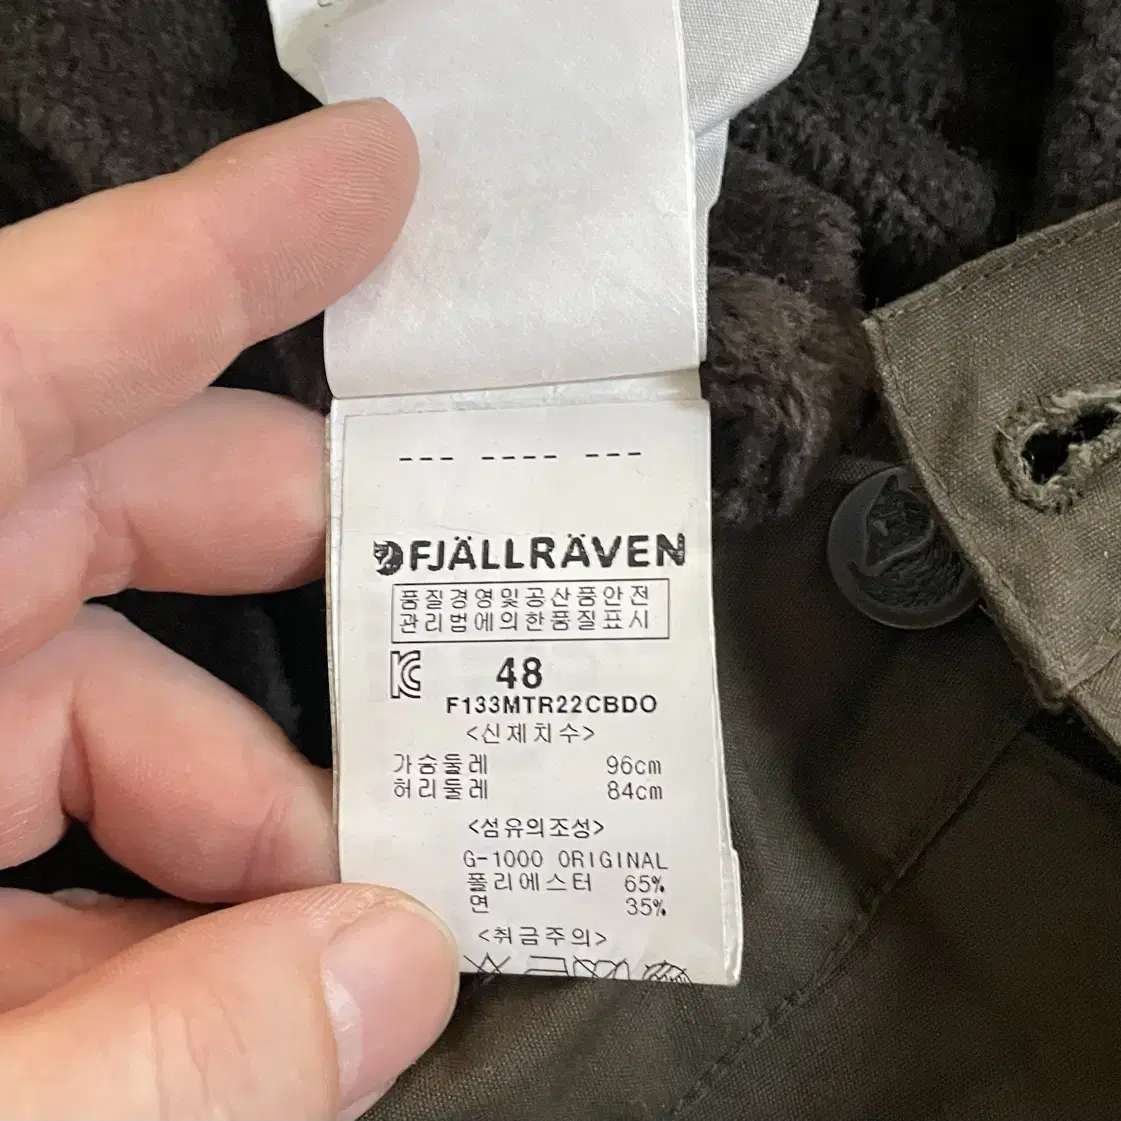 --- ---- ---
FJÄLLRÄVEN
품질경영및공산품안전
관리법에의한품질표시
48
F133MTR22CBDO
<신체치수>
가슴둘레 96cm
허리둘레 84cm
<섬유의조성>
G-1000 ORIGINAL
폴리에스터 65%
면 35%
<취급주의>